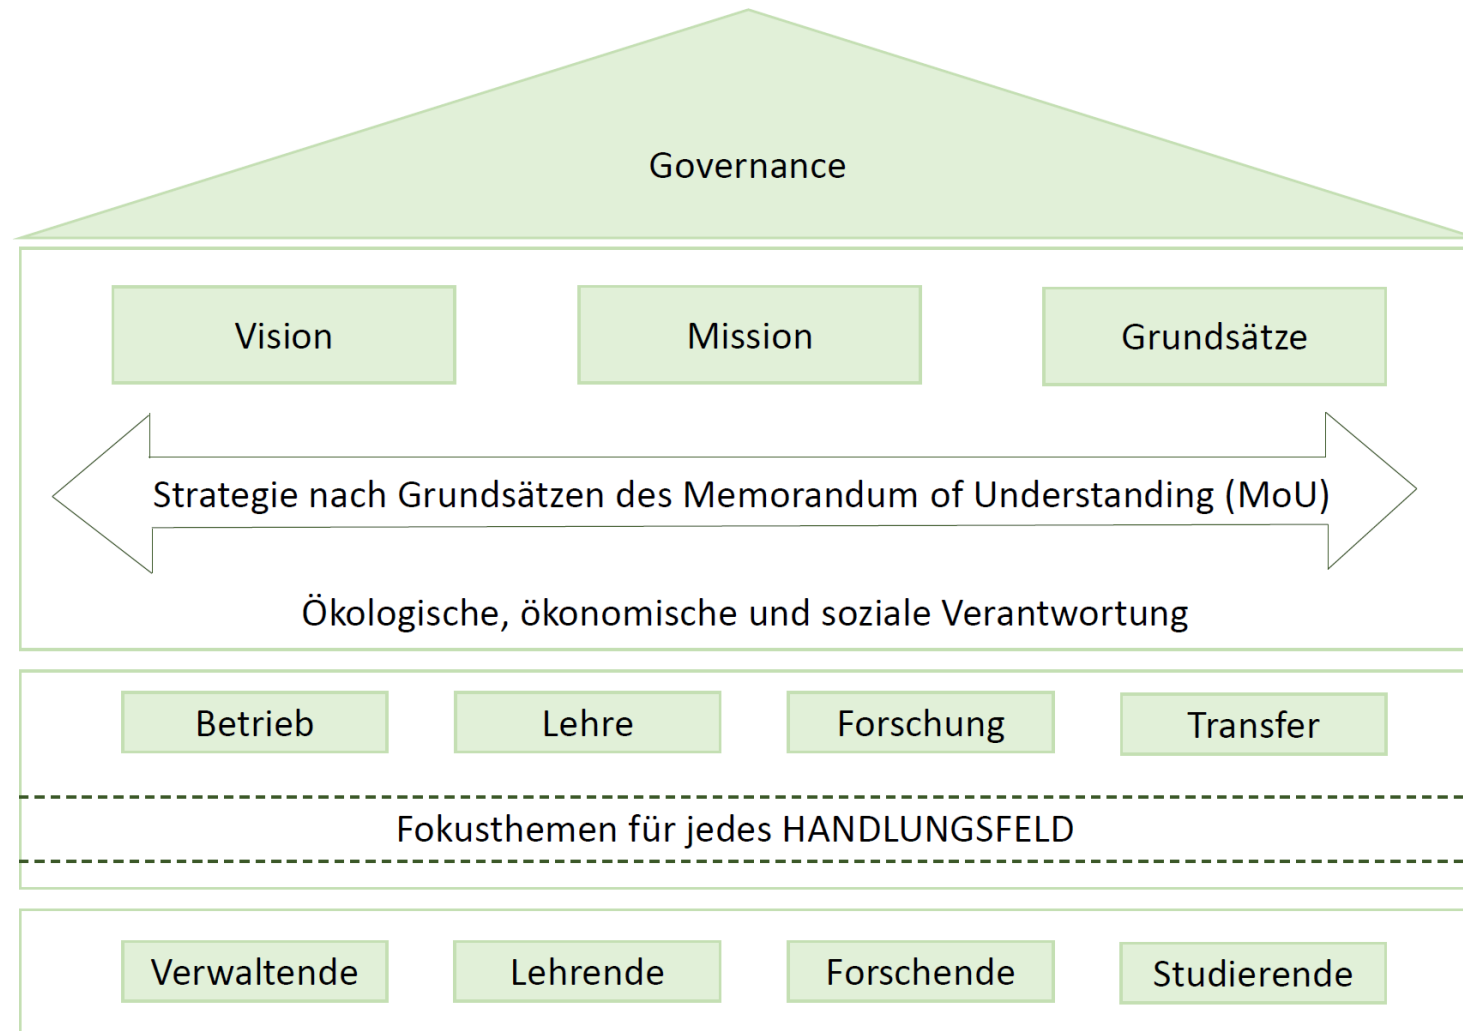 Governance
Vision
Mission
Grundsätze
Strategie nach Grundsätzen des Memorandum of Understanding (MoU)
Ökologische, ökonomische und soziale Verantwortung
Betrieb
Lehre
Forschung
Transfer
Fokusthemen für jedes HANDLUNGSFELD
Verwaltende
Lehrende
Forschende
Studierende